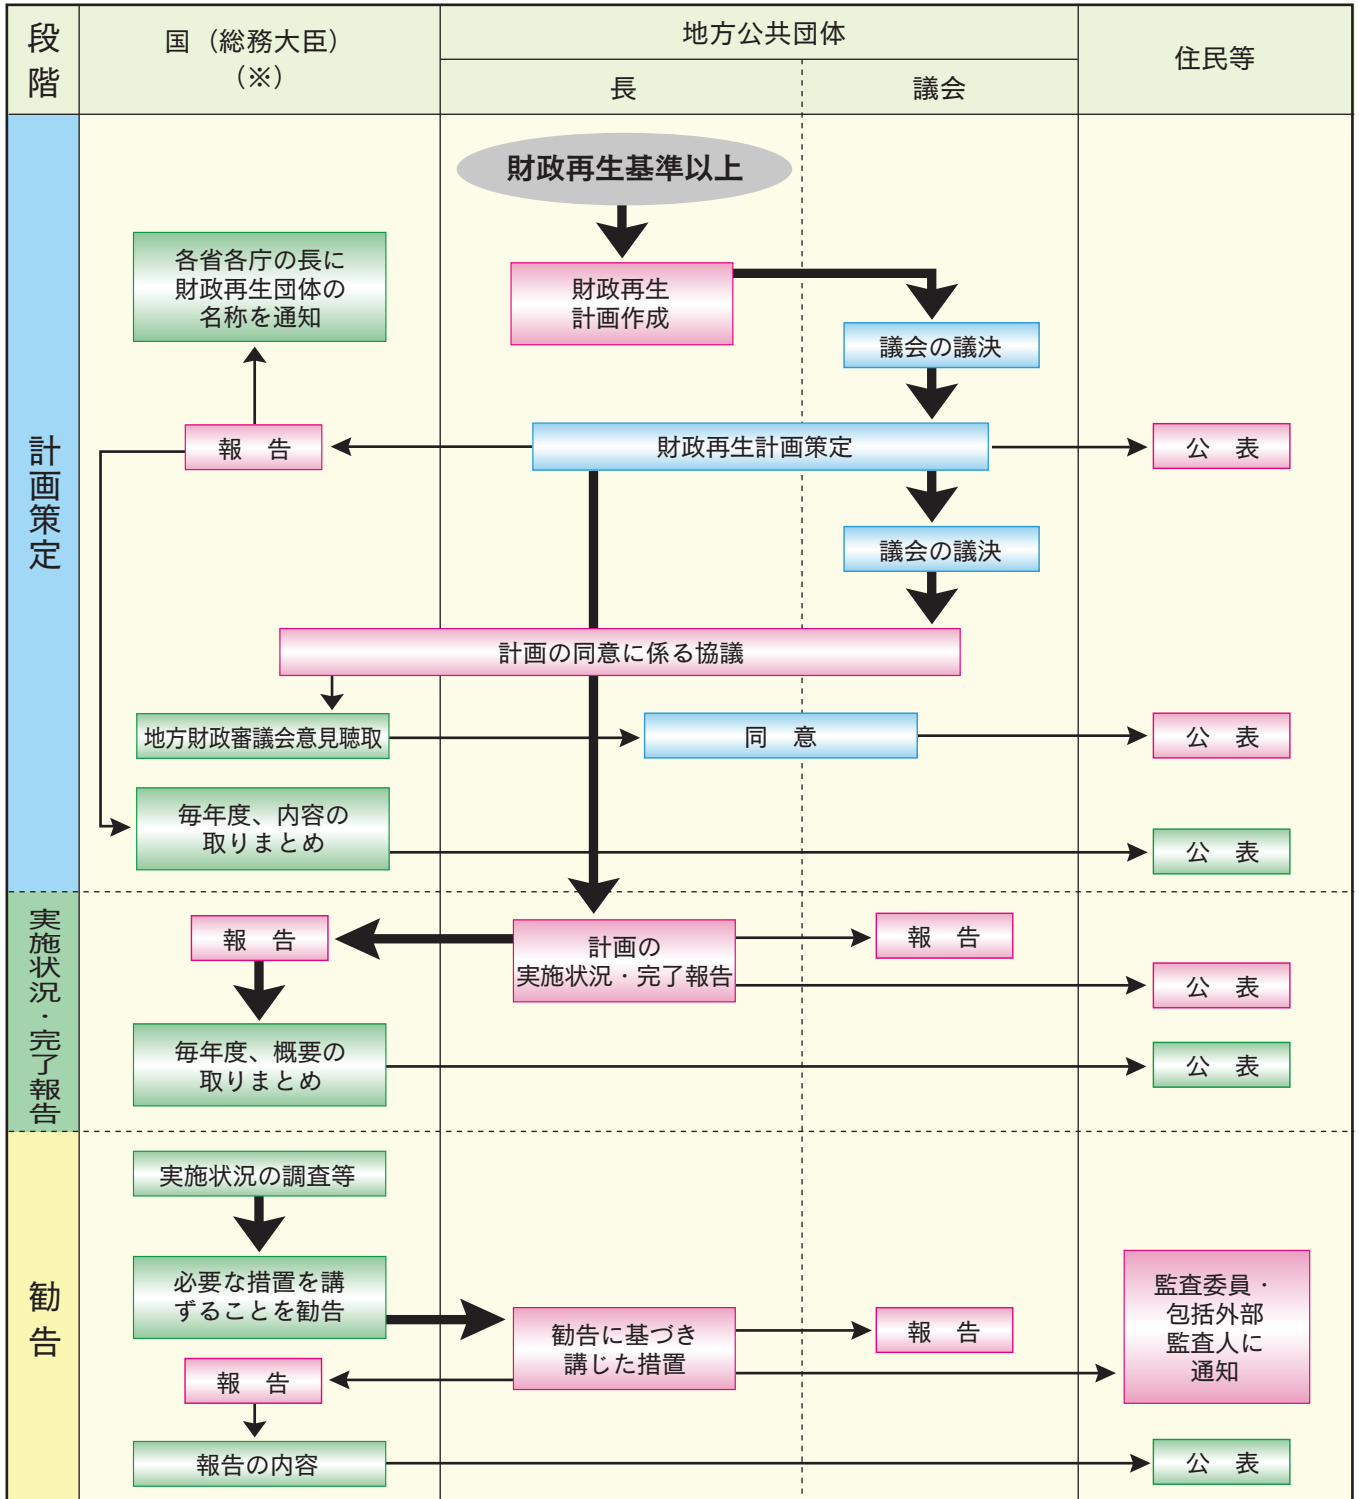 段
階
国（総務大臣）
（※）
地方公共団体
長
議会
住民等
計画策定
財政再生基準以上
各省各庁の長に
財政再生団体の
名称を通知
財政再生
計画作成
議会の議決
報　告
財政再生計画策定
公　表
議会の議決
計画の同意に係る協議
地方財政審議会意見聴取
同　意
公　表
毎年度、内容の
取りまとめ
公　表
実施状況・完了報告
報　告
計画の
実施状況・完了報告
報　告
公　表
毎年度、概要の
取りまとめ
公　表
勧
告
実施状況の調査等
必要な措置を講
ずることを勧告
勧告に基づき
講じた措置
報　告
監査委員・
包括外部
監査人に
通知
報　告
報告の内容
公　表